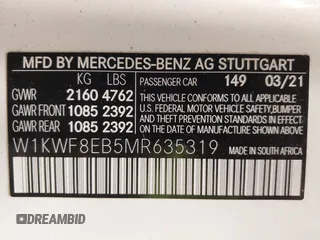 MFD BY MERCEDES-BENZ AG STUTTGART
KG LBS PASSENGER CAR 149 03/21
GVWR 2160 4762
GAWR FRONT 1085 2392
GAWR REAR 1085 2392
THIS VEHICLE CONFORMS TO ALL APPLICABLE
U.S. FEDERAL MOTOR VEHICLE SAFETY, BUMPER
AND THEFT PREVENTION STANDARDS IN EFFECT
ON THE DATE OF MANUFACTURE SHOWN ABOVE.
W1KWF8EB5MR635319 MADE IN SOUTH AFRICA
DREAMBID